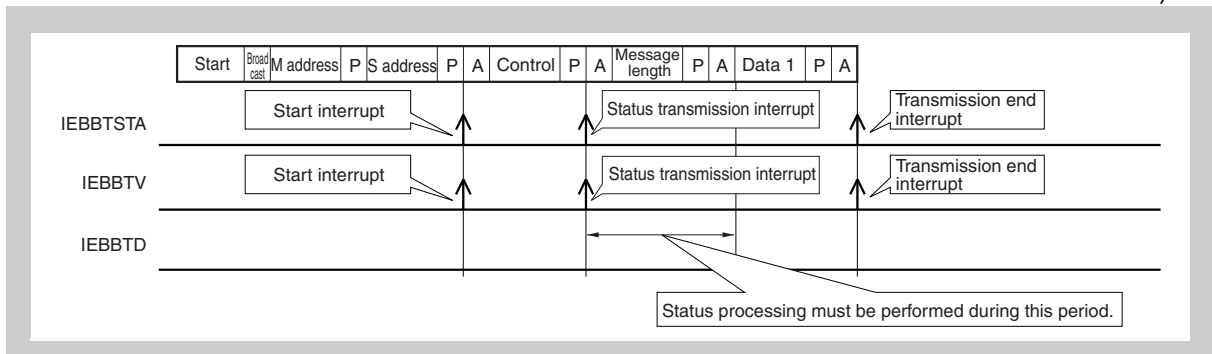 Start Broad cast M address P S address P A Control P A Message length P A Data 1 P A
IEBBTSTA
Start interrupt
Status transmission interrupt
Transmission end
interrupt
IEBBTV
Start interrupt
Status transmission interrupt
Transmission end
interrupt
IEBBTD
Status processing must be performed during this period.